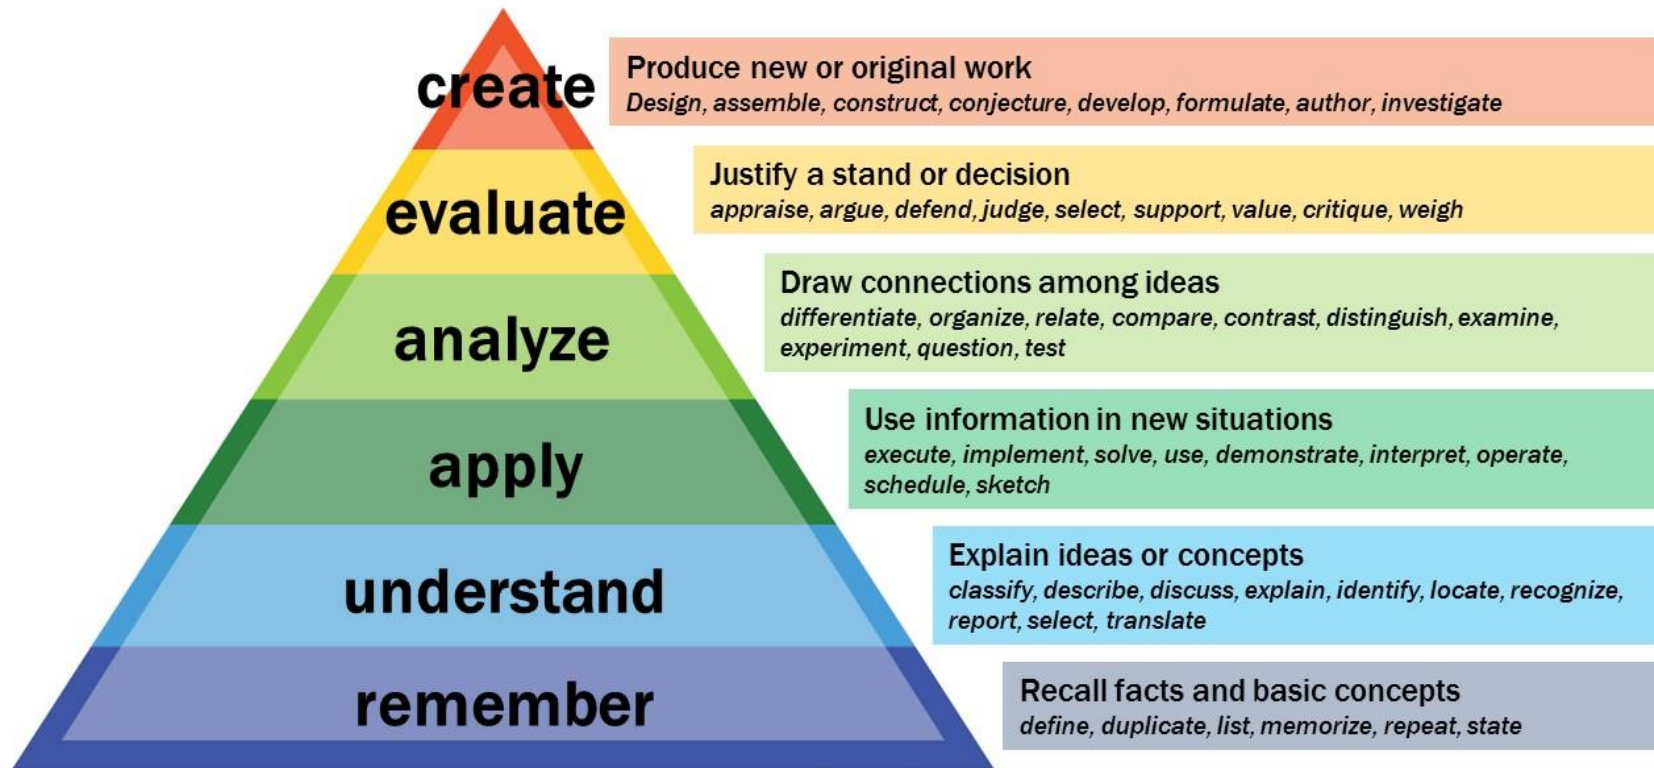 create
Produce new or original work
Design, assemble, construct, conjecture, develop, formulate, author, investigate
evaluate
Justify a stand or decision
appraise, argue, defend, judge, select, support, value, critique, weigh
analyze
Draw connections among ideas
differentiate, organize, relate, compare, contrast, distinguish, examine,
experiment, question, test
apply
Use information in new situations
execute, implement, solve, use, demonstrate, interpret, operate,
schedule, sketch
understand
Explain ideas or concepts
classify, describe, discuss, explain, identify, locate, recognize,
report, select, translate
remember
Recall facts and basic concepts
define, duplicate, list, memorize, repeat, state